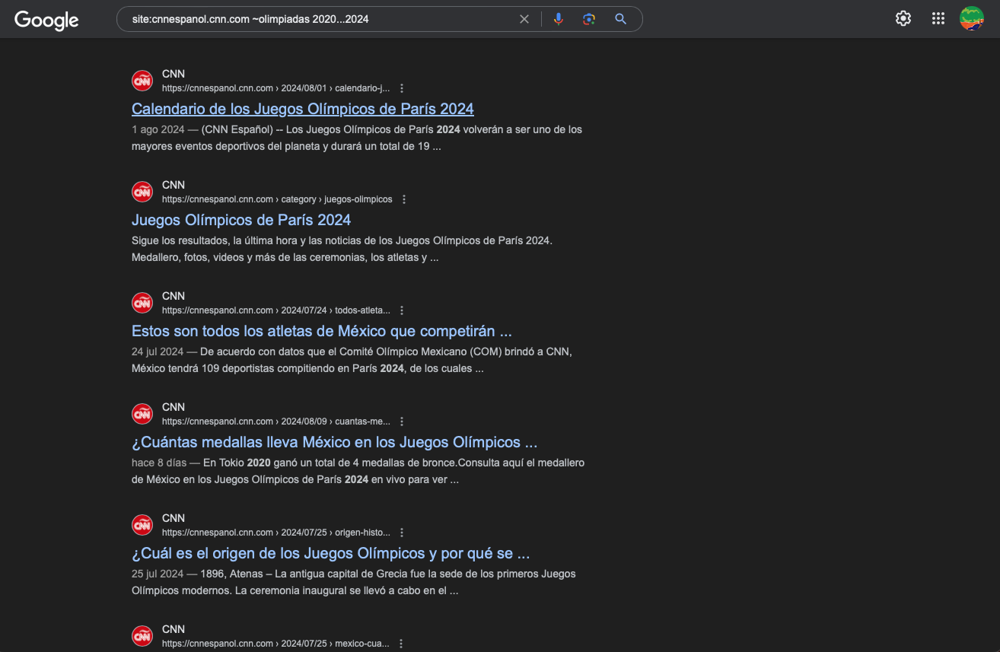 Google
site:cnnespanol.cnn.com ~olimpiadas 2020...2024
CNN
CNN
https://cnnespanol.cnn.com › 2024/08/01 › calendario-j...
Calendario de los Juegos Olímpicos de París 2024
1 ago 2024 — (CNN Español) -- Los Juegos Olímpicos de París 2024 volverán a ser uno de los
mayores eventos deportivos del planeta y durará un total de 19 ...
CNN
CNN
https://cnnespanol.cnn.com › category › juegos-olimpicos
Juegos Olímpicos de París 2024
Sigue los resultados, la última hora y las noticias de los Juegos Olímpicos de París 2024.
Medallero, fotos, videos y más de las ceremonias, los atletas y ...
CNN
CNN
https://cnnespanol.cnn.com › 2024/07/24 › todos-atleta...
Estos son todos los atletas de México que competirán ...
24 jul 2024 — De acuerdo con datos que el Comité Olímpico Mexicano (COM) brindó a CNN,
México tendrá 109 deportistas compitiendo en París 2024, de los cuales ...
CNN
CNN
https://cnnespanol.cnn.com › 2024/08/09 › cuantas-me...
¿Cuántas medallas lleva México en los Juegos Olímpicos ...
hace 8 días — En Tokio 2020 ganó un total de 4 medallas de bronce.Consulta aquí el medallero
de México en los Juegos Olímpicos de París 2024 en vivo para ver ...
CNN
CNN
https://cnnespanol.cnn.com › 2024/07/25 › origen-histo...
¿Cuál es el origen de los Juegos Olímpicos y por qué se ...
25 jul 2024 — 1896, Atenas – La antigua capital de Grecia fue la sede de los primeros Juegos
Olímpicos modernos. La ceremonia inaugural se llevó a cabo en el ...
CNN
CNN
https://cnnespanol.cnn.com › 2024/07/25 › mexico-cua...